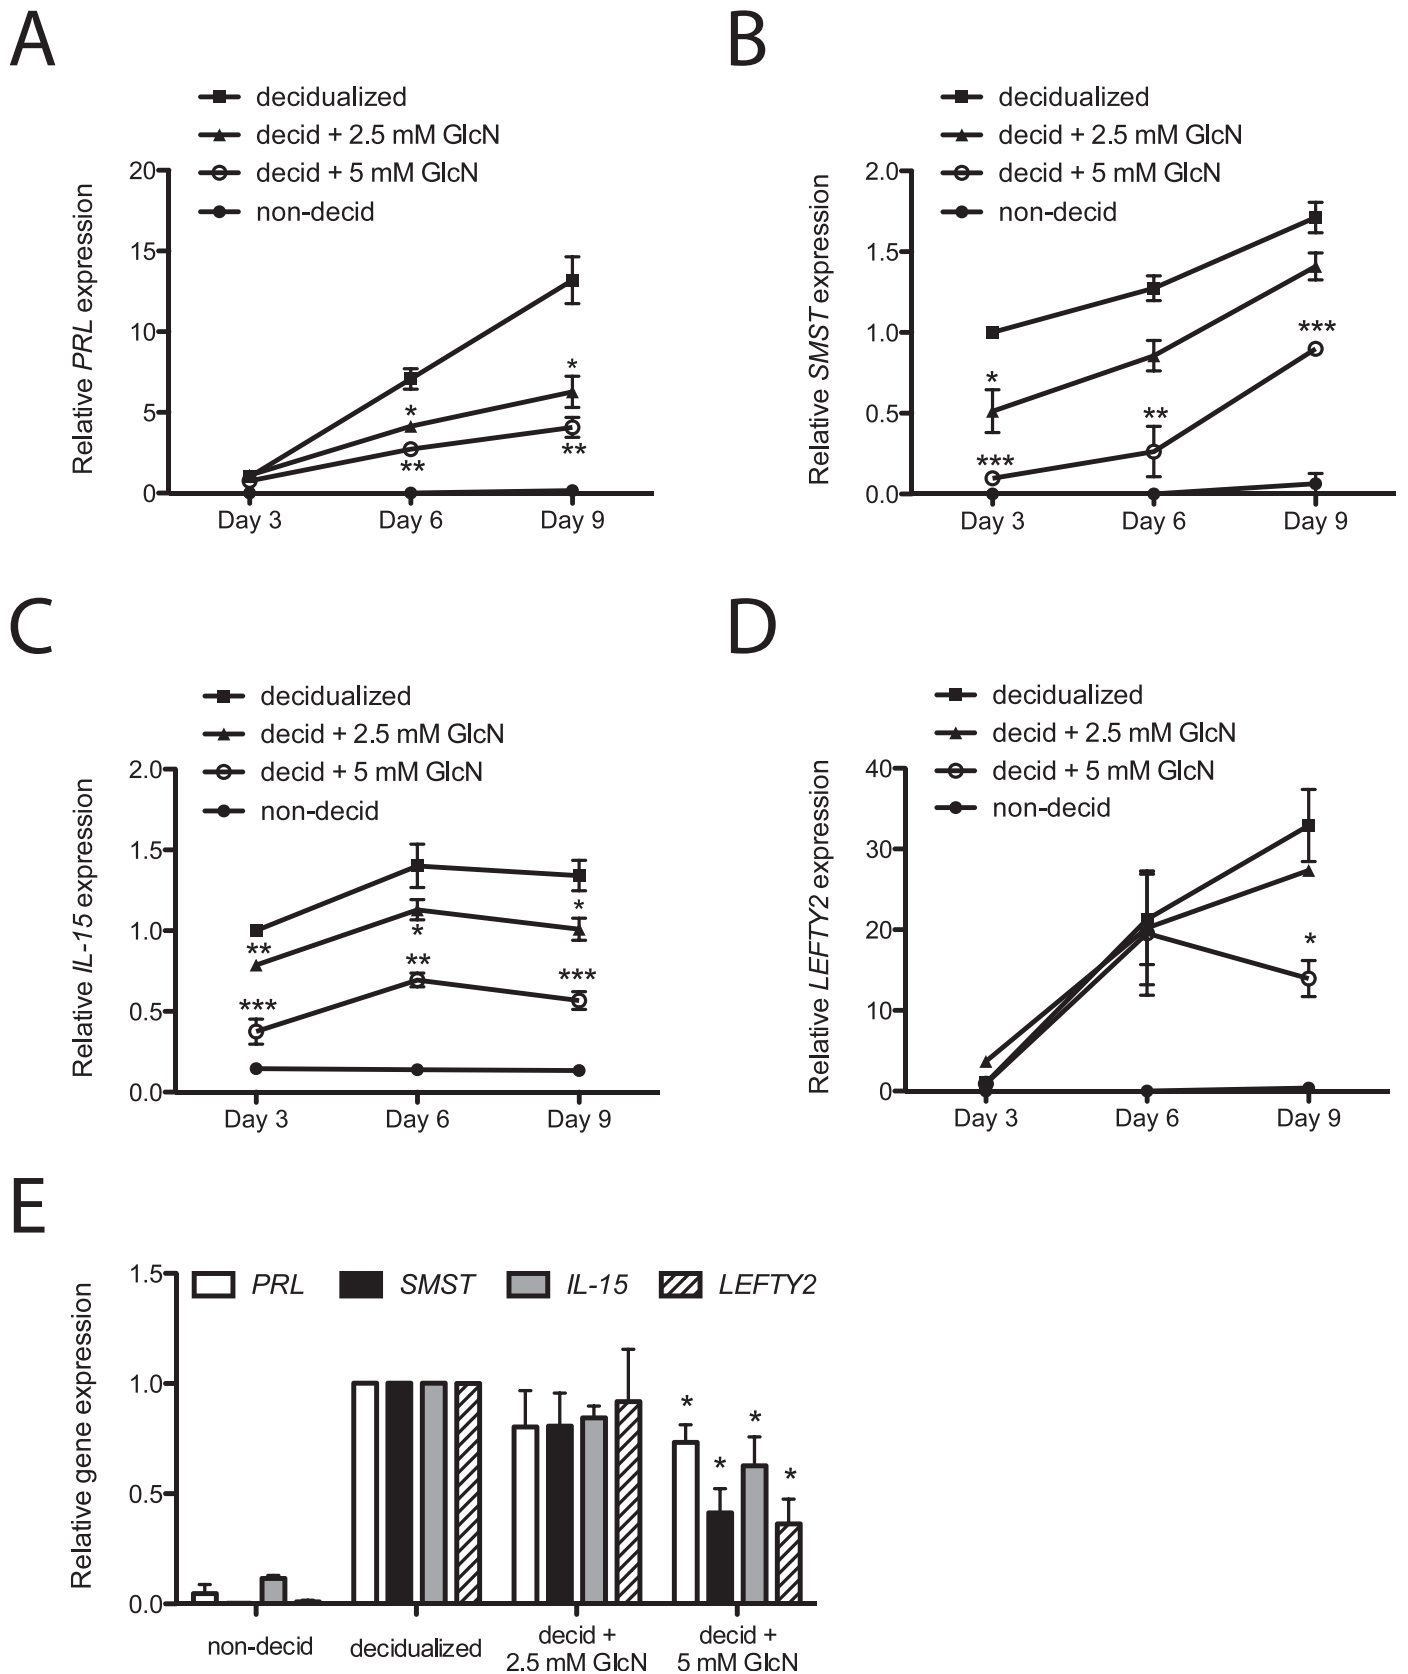 A
decidualized
decid + 2.5 mM GlcN
decid + 5 mM GlcN
non-decid
Relative PRL expression
20
15
10
5
0
*
*
**
**
Day 3 Day 6 Day 9
B
decidualized
decid + 2.5 mM GlcN
decid + 5 mM GlcN
non-decid
Relative SMST expression
2.0
1.5
1.0
0.5
0.0
***
*
**
***
Day 3 Day 6 Day 9
C
decidualized
decid + 2.5 mM GlcN
decid + 5 mM GlcN
non-decid
Relative IL-15 expression
2.0
1.5
1.0
0.5
0.0
*
*
**
**
***
***
Day 3 Day 6 Day 9
D
decidualized
decid + 2.5 mM GlcN
decid + 5 mM GlcN
non-decid
Relative LEFTY2 expression
40
30
20
10
0
*
Day 3 Day 6 Day 9
E
PRL SMST IL-15 LEFTY2
Relative gene expression
1.5
1.0
0.5
0.0
* * * *
non-decid
decidualized
decid +
2.5 mM GlcN
decid +
5 mM GlcN